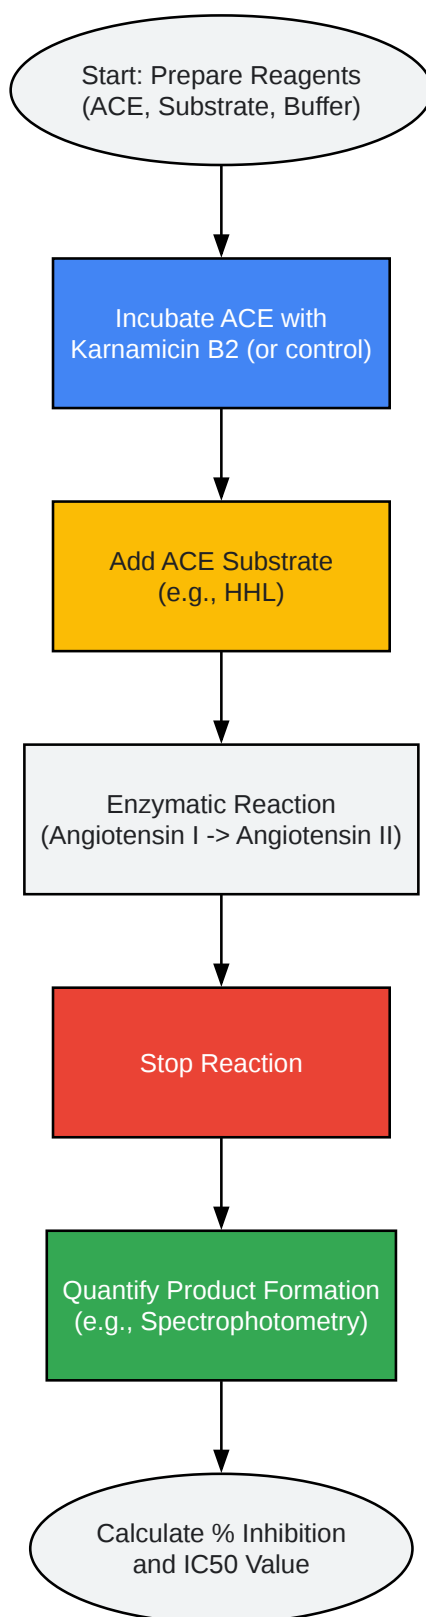 Start: Prepare Reagents
(ACE, Substrate, Buffer)
Incubate ACE with
Karnamicin B2 (or control)
Add ACE Substrate
(e.g., HHL)
Enzymatic Reaction
(Angiotensin I -> Angiotensin II)
Stop Reaction
Quantify Product Formation
(e.g., Spectrophotometry)
Calculate % Inhibition
and IC50 Value